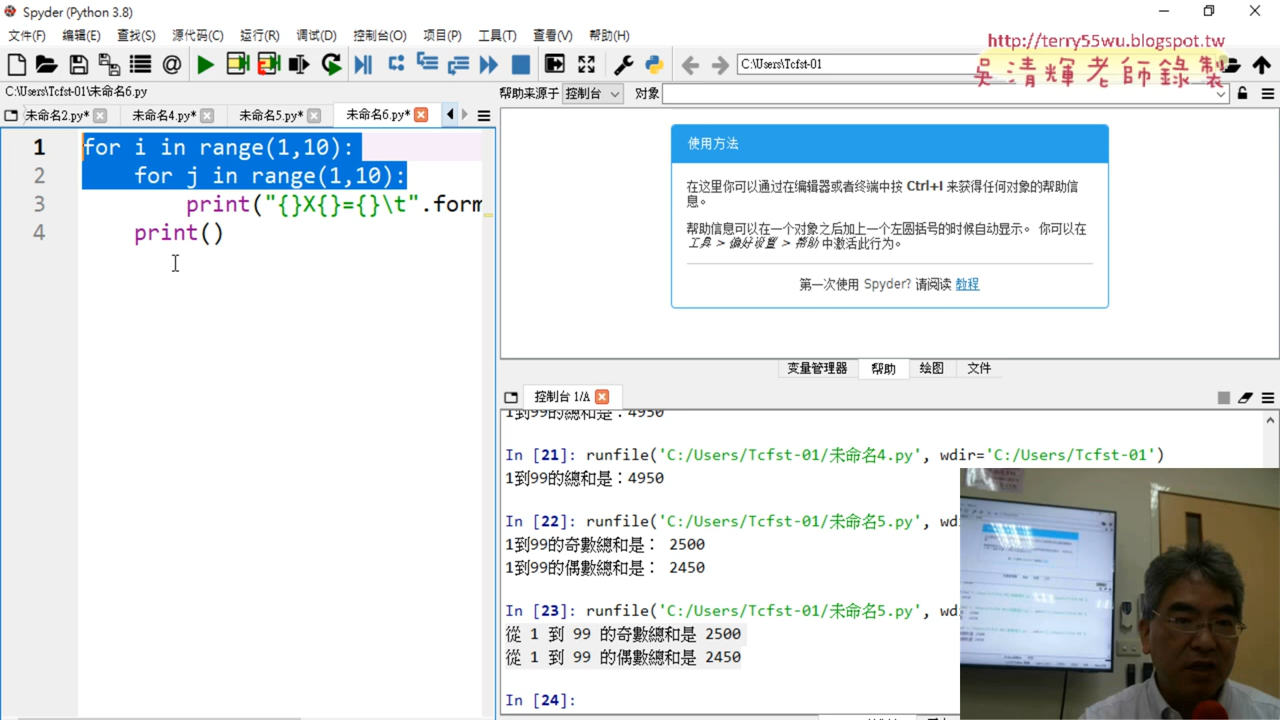 Spyder (Python 3.8)
文件(F) 编辑(E) 查找(S) 源代码(C) 运行(R) 调试(D) 控制台(O) 项目(P) 工具(T) 查看(V) 帮助(H)
http://terry55wu.blogspot.tw
吳清輝老師錄製
C:\Users\Tcfst-01
C:\Users\Tcfst-01\未命名6.py
帮助来源于 控制台 对象
未命名2.py* 未命名4.py* 未命名5.py* 未命名6.py*
1 for i in range(1,10):
2 for j in range(1,10):
3 print("{}X{}={}\t".form
4 print()
使用方法
在这里你可以通过在编辑器或者终端中按 Ctrl+I 来获得任何对象的帮助信
息。
帮助信息可以在一个对象之后加上一个左圆括号的时候自动显示。 你可以在
工具 > 偏好设置 > 帮助 中激活此行为。
第一次使用 Spyder? 请阅读 教程
变量管理器 帮助 绘图 文件
控制台 1/A
1到99的總和是：4950
In [21]: runfile('C:/Users/Tcfst-01/未命名4.py', wdir='C:/Users/Tcfst-01')
1到99的總和是：4950
In [22]: runfile('C:/Users/Tcfst-01/未命名5.py', wd
1到99的奇數總和是： 2500
1到99的偶數總和是： 2450
In [23]: runfile('C:/Users/Tcfst-01/未命名5.py', wd
從 1 到 99 的奇數總和是 2500
從 1 到 99 的偶數總和是 2450
In [24]: